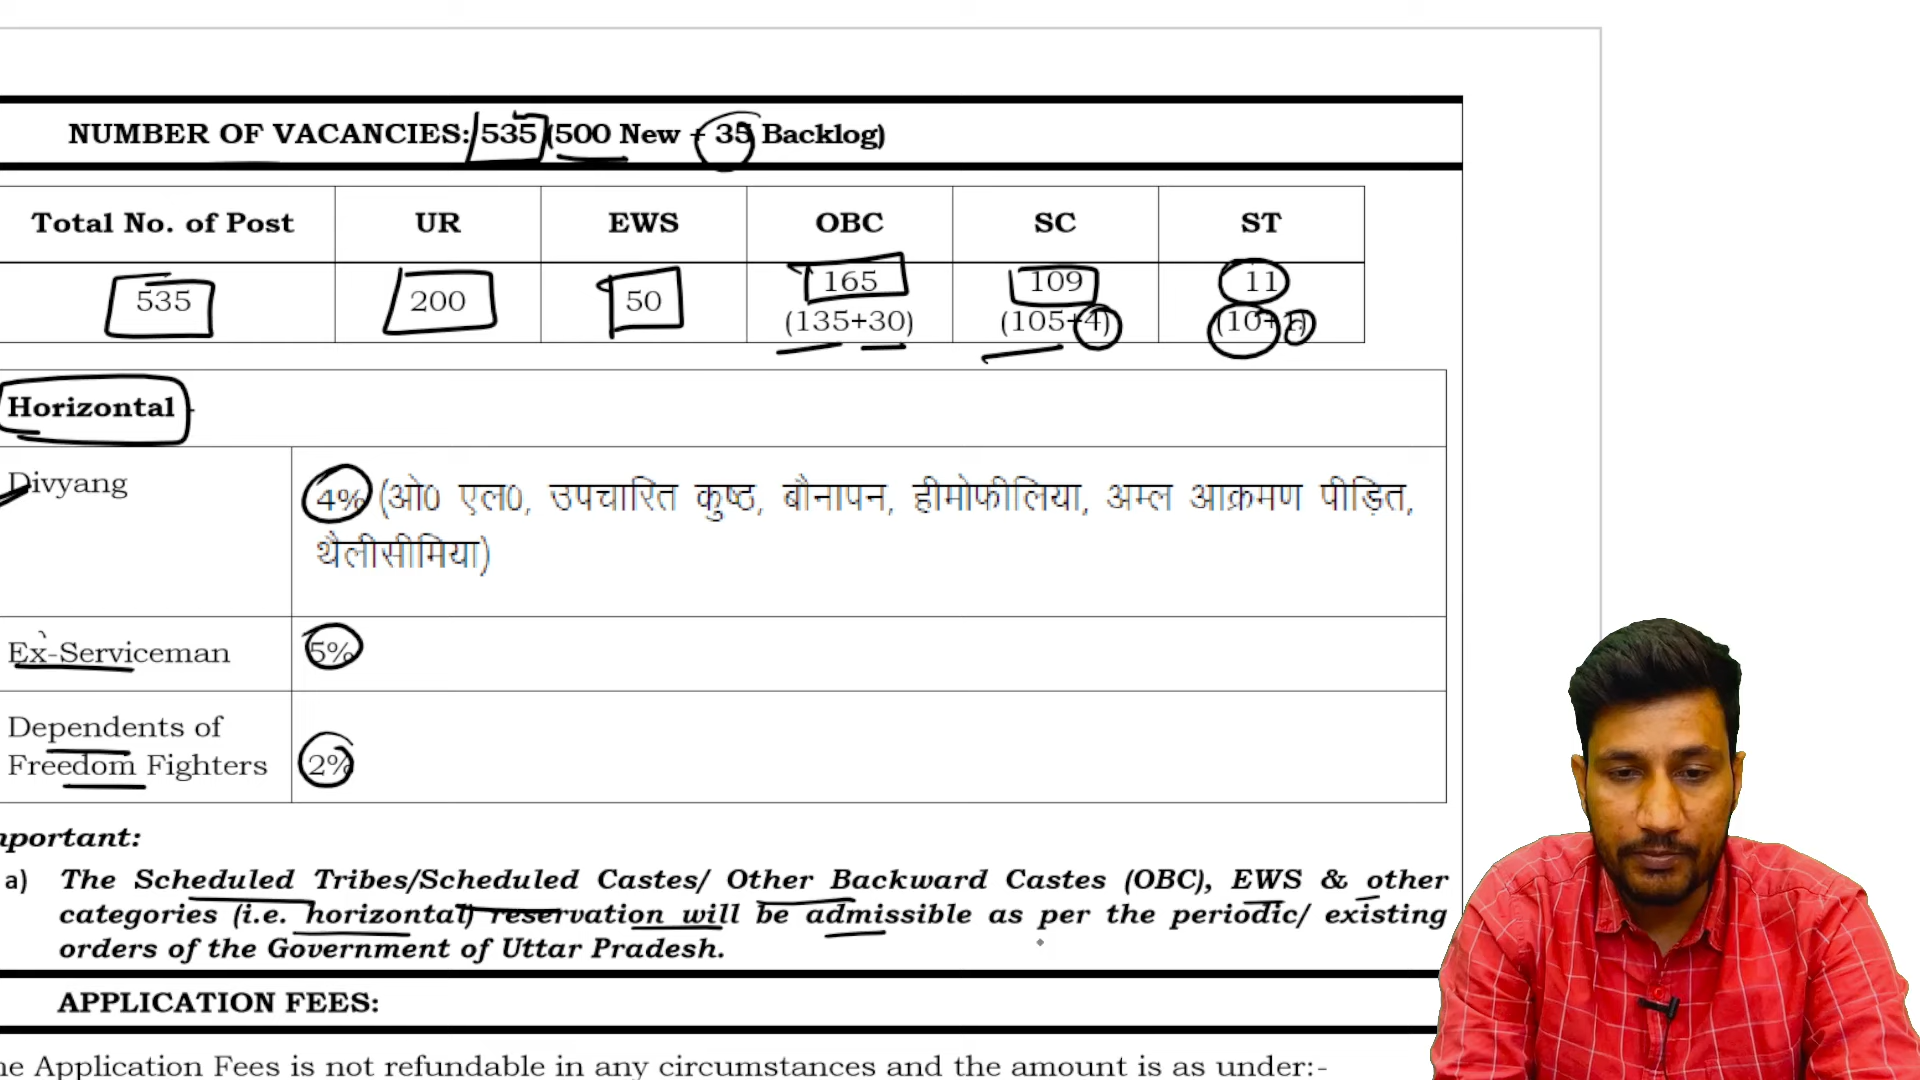 NUMBER OF VACANCIES: 535 (500 New + 35 Backlog)
Total No. of Post UR EWS OBC SC ST
535 200 50 165 109 11
(135+30) (105+4) (10+1)
Horizontal
Divyang 4% (ओ0 एल0, उपचारित कुष्ठ, बौनापन, हीमोफीलिया, अम्ल आक्रमण पीड़ित,
थैलीसीमिया)
Ex-Serviceman 5%
Dependents of
Freedom Fighters 2%
mportant:
a) The Scheduled Tribes/Scheduled Castes/ Other Backward Castes (OBC), EWS & other
categories (i.e. horizontal) reservation will be admissible as per the periodic/ existing
orders of the Government of Uttar Pradesh.
APPLICATION FEES:
he Application Fees is not refundable in any circumstances and the amount is as under:-